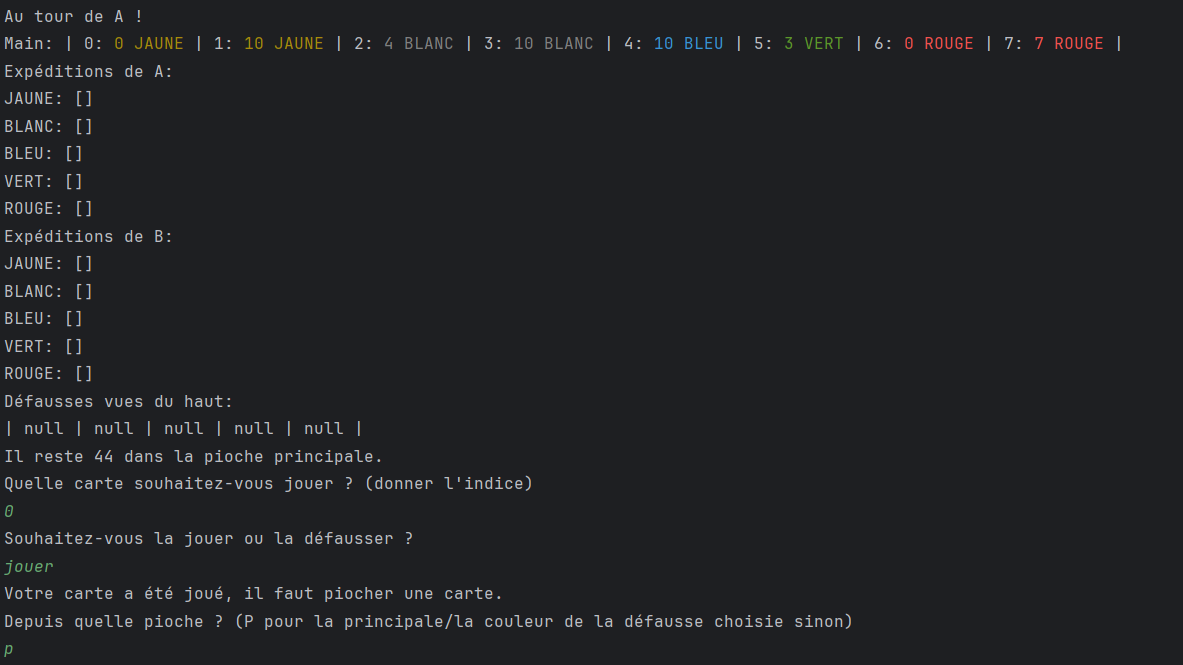 Au tour de A !
Main: | 0: 0 JAUNE | 1: 10 JAUNE | 2: 4 BLANC | 3: 10 BLANC | 4: 10 BLEU | 5: 3 VERT | 6: 0 ROUGE | 7: 7 ROUGE |
Expéditions de A:
JAUNE: []
BLANC: []
BLEU: []
VERT: []
ROUGE: []
Expéditions de B:
JAUNE: []
BLANC: []
BLEU: []
VERT: []
ROUGE: []
Défausses vues du haut:
| null | null | null | null | null |
Il reste 44 dans la pioche principale.
Quelle carte souhaitez-vous jouer ? (donner l'indice)
0
Souhaitez-vous la jouer ou la défausser ?
jouer
Votre carte a été joué, il faut piocher une carte.
Depuis quelle pioche ? (P pour la principale/la couleur de la défausse choisie sinon)
p